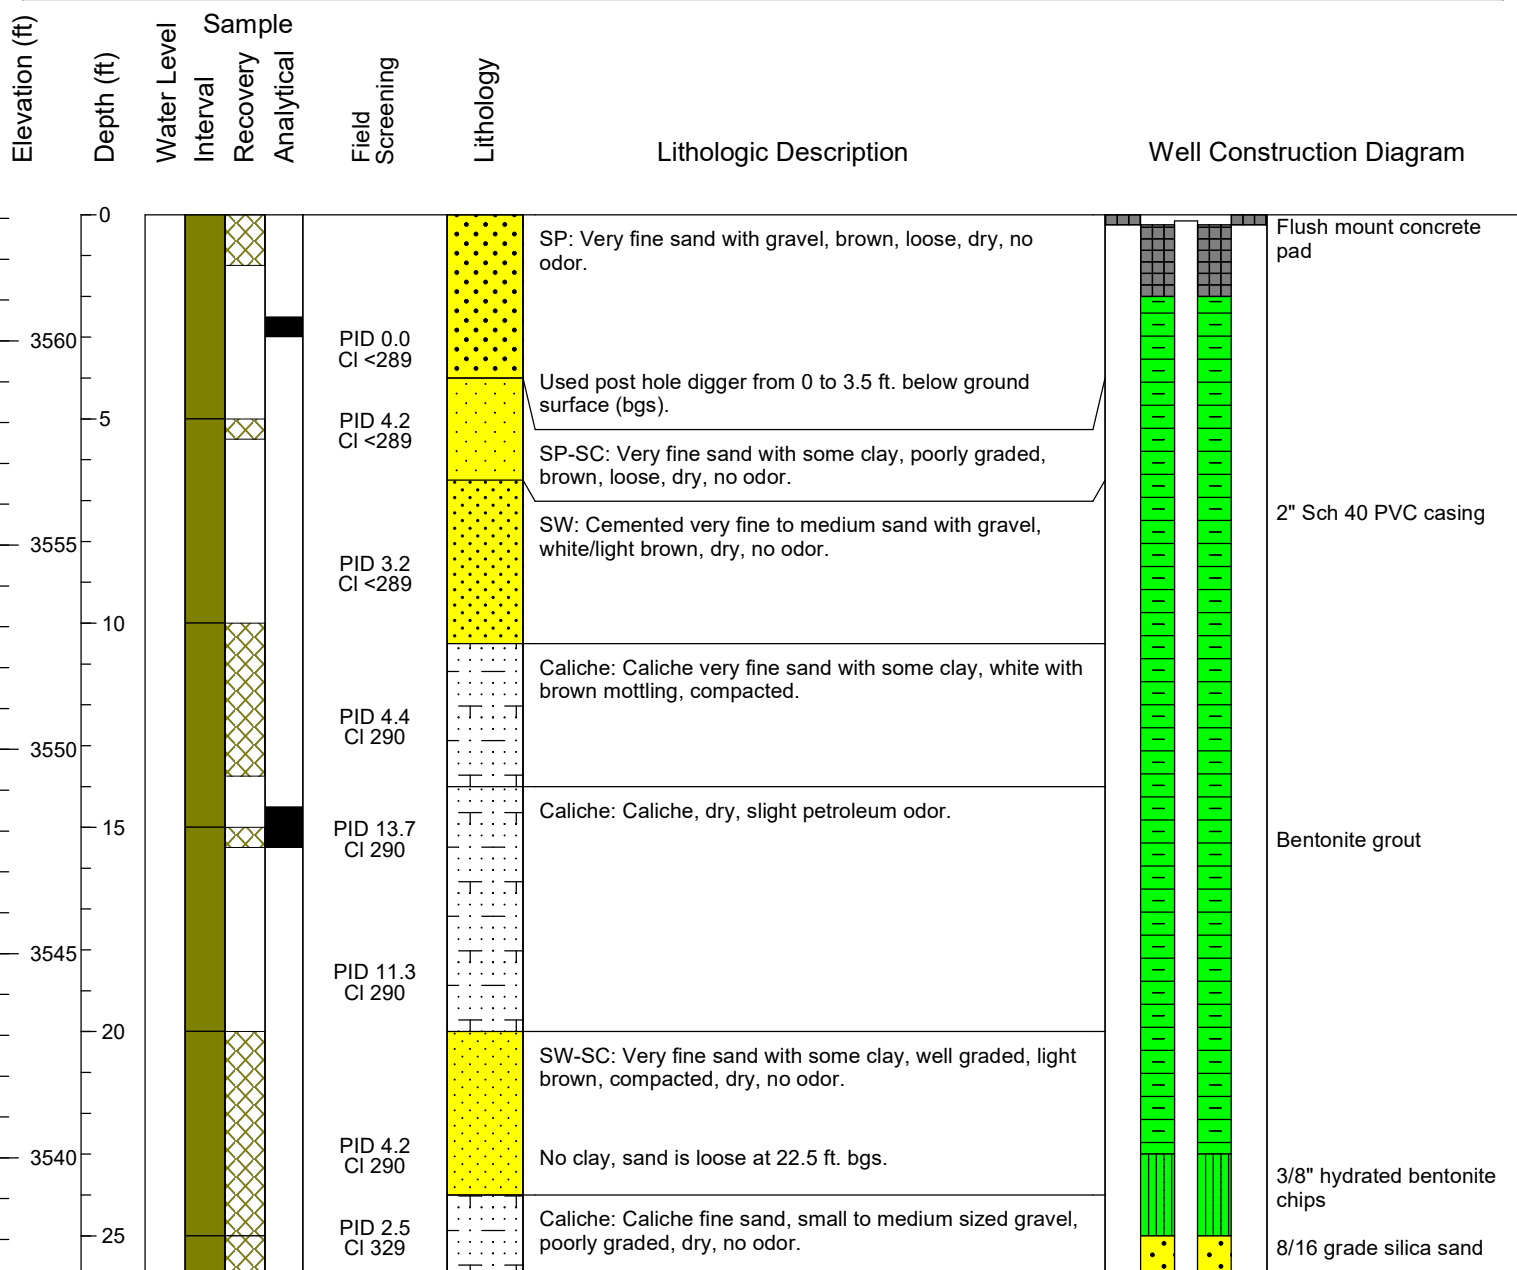 Elevation (ft)
Depth (ft)
Water Level
Sample
Interval
Recovery
Analytical
Field
Screening
Lithology
Lithologic Description
Well Construction Diagram
0
SP: Very fine sand with gravel, brown, loose, dry, no
odor.
Flush mount concrete
pad
3560
PID 0.0
Cl <289
Used post hole digger from 0 to 3.5 ft. below ground
surface (bgs).
5
PID 4.2
Cl <289
SP-SC: Very fine sand with some clay, poorly graded,
brown, loose, dry, no odor.
SW: Cemented very fine to medium sand with gravel,
white/light brown, dry, no odor.
2" Sch 40 PVC casing
3555
PID 3.2
Cl <289
10
Caliche: Caliche very fine sand with some clay, white with
brown mottling, compacted.
PID 4.4
Cl 290
3550
Caliche: Caliche, dry, slight petroleum odor.
15
PID 13.7
Cl 290
Bentonite grout
3545
PID 11.3
Cl 290
20
SW-SC: Very fine sand with some clay, well graded, light
brown, compacted, dry, no odor.
3540
PID 4.2
Cl 290
No clay, sand is loose at 22.5 ft. bgs.
3/8" hydrated bentonite
chips
25
PID 2.5
Cl 329
Caliche: Caliche fine sand, small to medium sized gravel,
poorly graded, dry, no odor.
8/16 grade silica sand